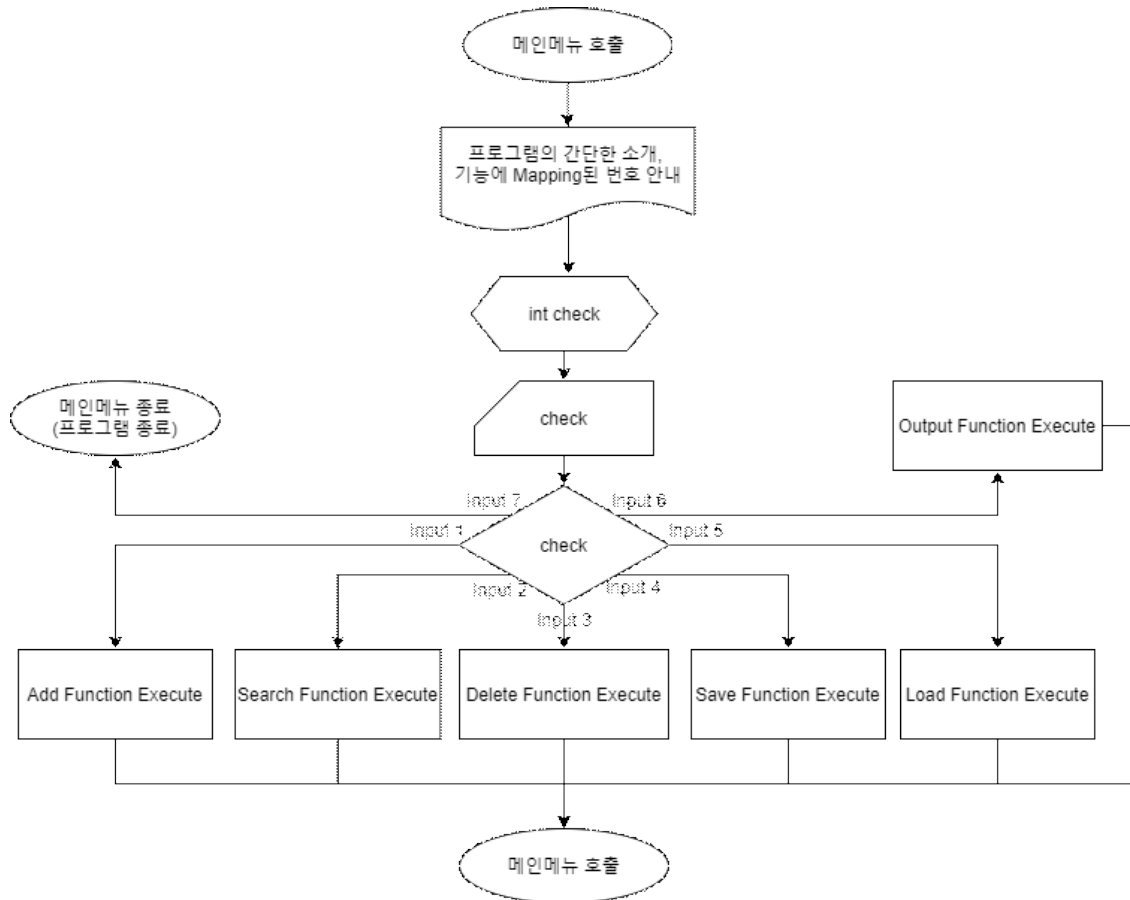 메인메뉴 호출
프로그램의 간단한 소개,
기능에 Mapping된 번호 안내
int check
메인메뉴 종료
(프로그램 종료)
check
Output Function Execute
Input 7
Input 6
Input 1
Input 5
check
Input 2
Input 4
Input 3
Add Function Execute
Search Function Execute
Delete Function Execute
Save Function Execute
Load Function Execute
메인메뉴 호출